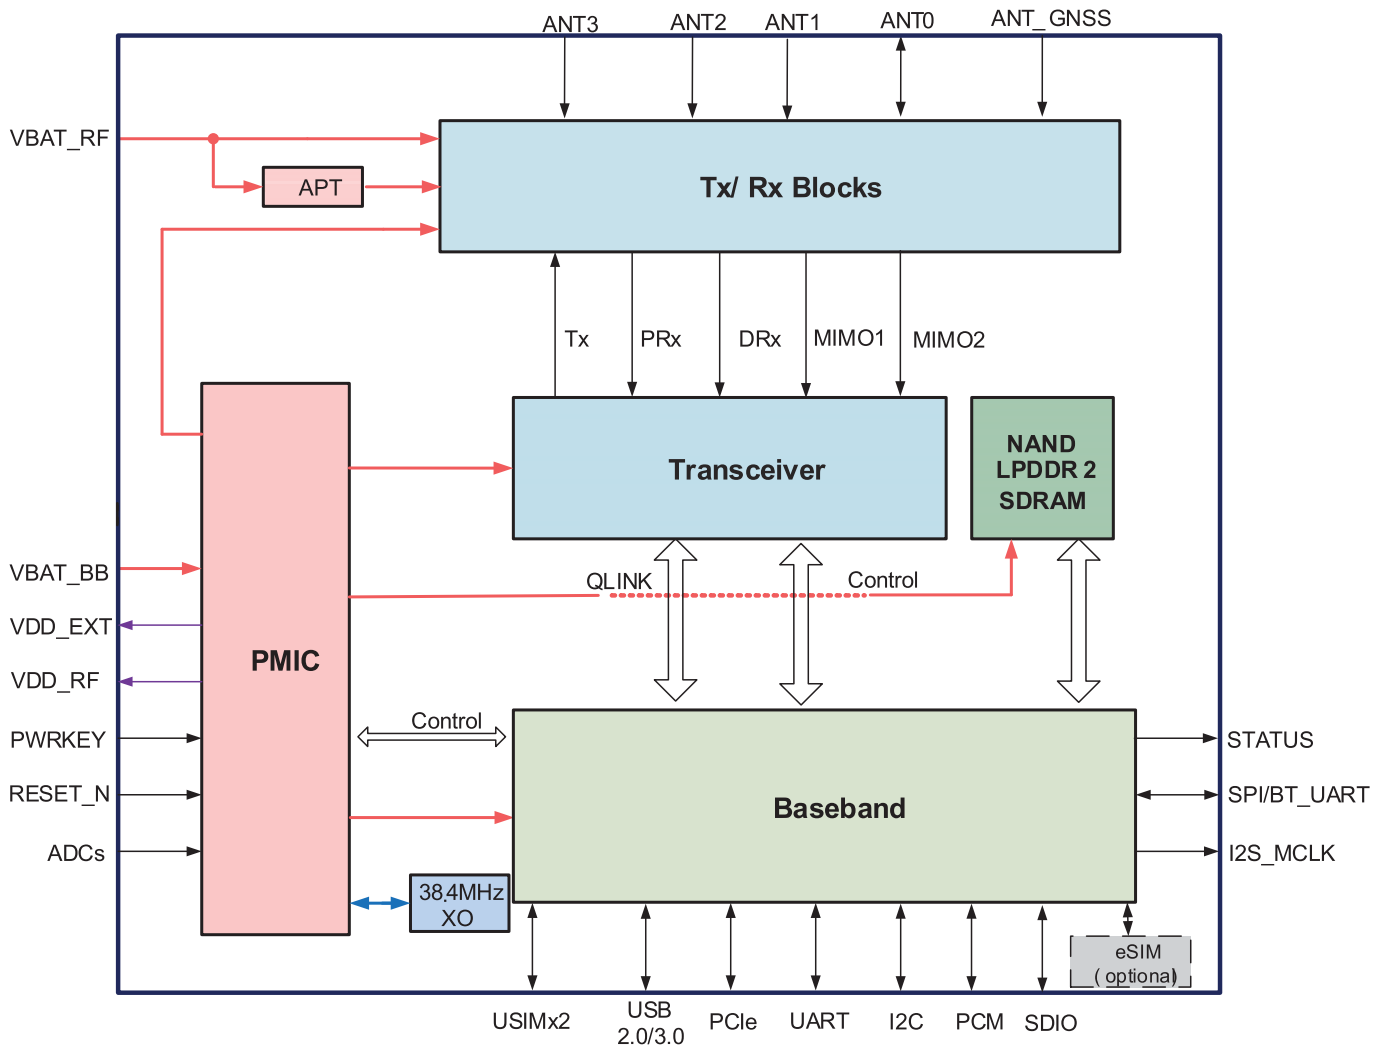 ANT3
ANT2
ANT1
ANT0
ANT_GNSS
VBAT_RF
APT
Tx/ Rx Blocks
Tx
PRx
DRx
MIMO1
MIMO2
Transceiver
NAND
LPDDR 2
SDRAM
VBAT_BB
QLINK
Control
VDD_EXT
PMIC
VDD_RF
Control
PWRKEY
STATUS
RESET_N
SPI/BT_UART
Baseband
ADCs
I2S_MCLK
38.4MHz
XO
eSIM
( optional)
USIMx2
USB
2.0/3.0
PCIe
UART
I2C
PCM
SDIO